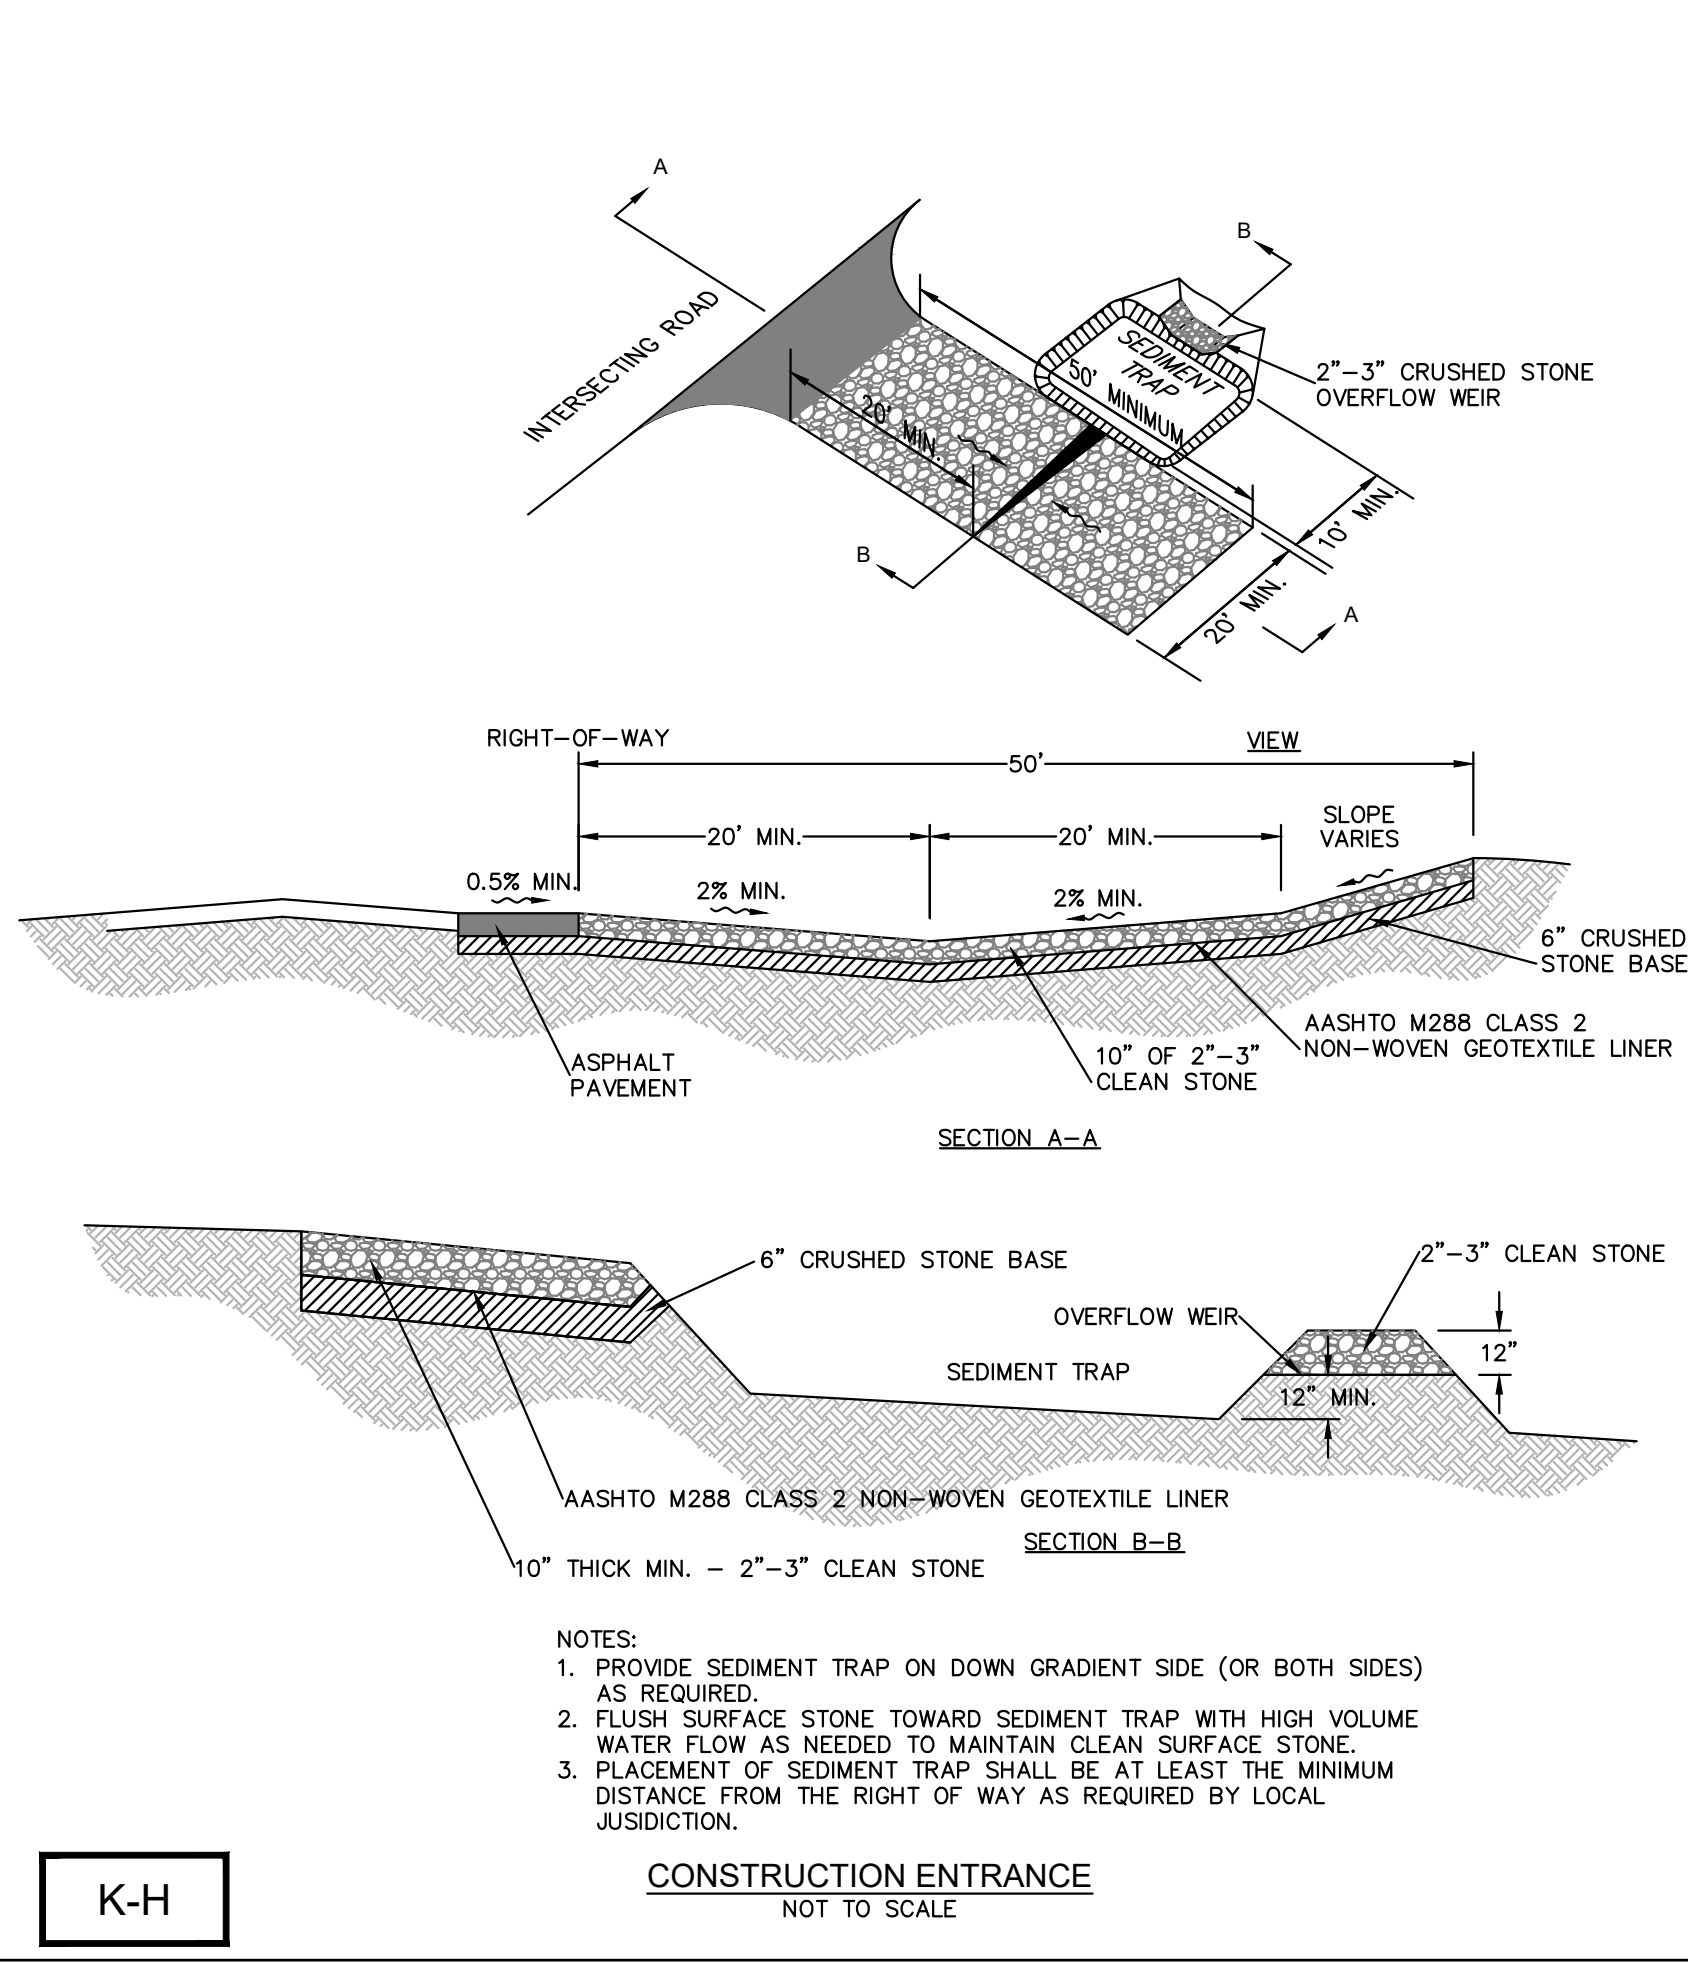 A
B
INTERSECTING ROAD
SEDIMENT
TRAP
50'
MINIMUM
2"-3" CRUSHED STONE
OVERFLOW WEIR
20'
MIN.
10' MIN.
B
20' MIN.
A
RIGHT-OF-WAY
VIEW
50'
20' MIN.
20' MIN.
SLOPE
VARIES
0.5% MIN.
2% MIN.
2% MIN.
6" CRUSHED
STONE BASE
AASHTO M288 CLASS 2
NON-WOVEN GEOTEXTILE LINER
10" OF 2"-3"
CLEAN STONE
ASPHALT
PAVEMENT
SECTION A-A
6" CRUSHED STONE BASE
2"-3" CLEAN STONE
OVERFLOW WEIR
12"
SEDIMENT TRAP
12" MIN.
AASHTO M288 CLASS 2 NON-WOVEN GEOTEXTILE LINER
SECTION B-B
10" THICK MIN. - 2"-3" CLEAN STONE
NOTES:
1. PROVIDE SEDIMENT TRAP ON DOWN GRADIENT SIDE (OR BOTH SIDES)
AS REQUIRED.
2. FLUSH SURFACE STONE TOWARD SEDIMENT TRAP WITH HIGH VOLUME
WATER FLOW AS NEEDED TO MAINTAIN CLEAN SURFACE STONE.
3. PLACEMENT OF SEDIMENT TRAP SHALL BE AT LEAST THE MINIMUM
DISTANCE FROM THE RIGHT OF WAY AS REQUIRED BY LOCAL
JUSIDICTION.
K-H
CONSTRUCTION ENTRANCE
NOT TO SCALE